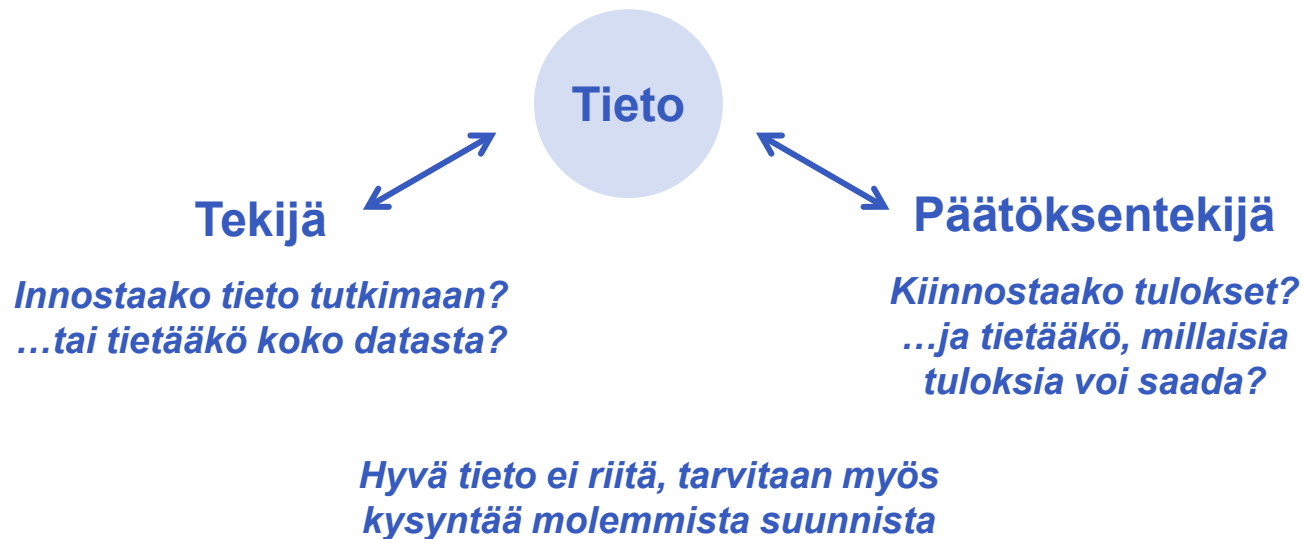 Tieto
Tekijä
Innostaako tieto tutkimaan?
…tai tietääkö koko datasta?
Päätöksentekijä
Kiinnostaako tulokset?
…ja tietääkö, millaisia
tuloksia voi saada?
Hyvä tieto ei riitä, tarvitaan myös
kysyntää molemmista suunnista